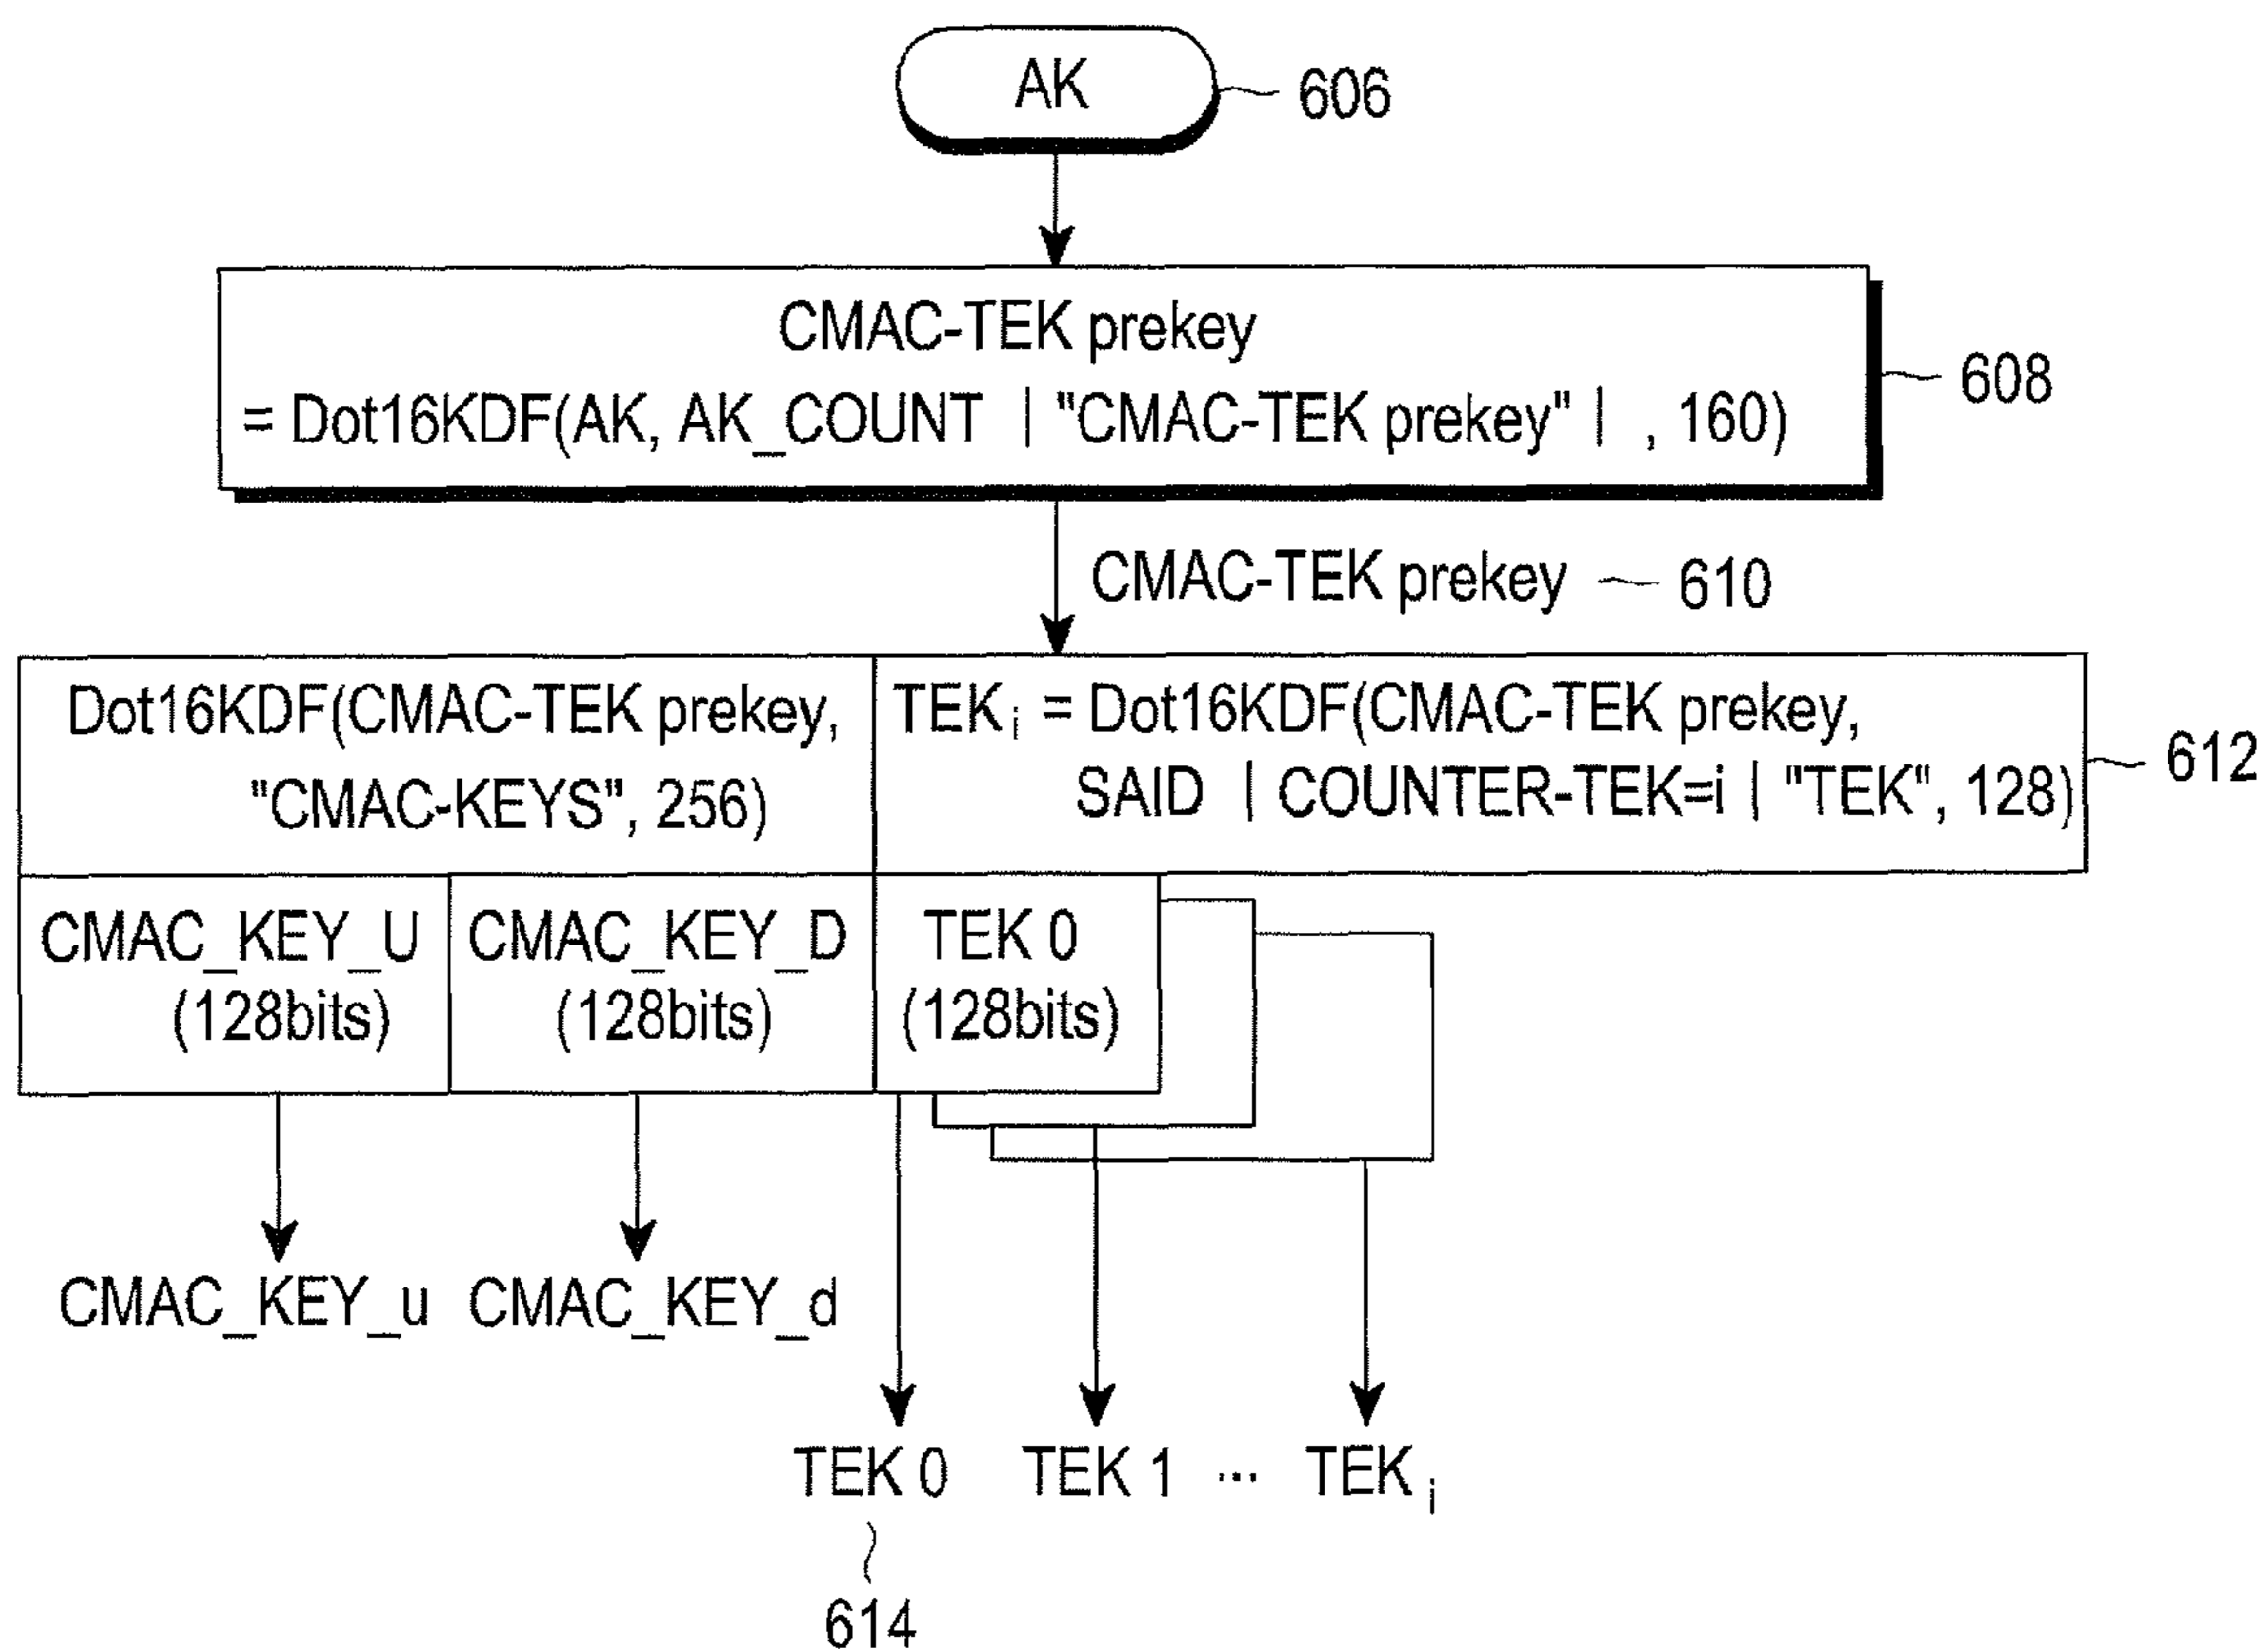 AK
606
CMAC-TEK prekey
= Dot16KDF(AK, AK_COUNT | "CMAC-TEK prekey" | , 160)
608
CMAC-TEK prekey
610
Dot16KDF(CMAC-TEK prekey,
"CMAC-KEYS", 256)
TEK i = Dot16KDF(CMAC-TEK prekey,
SAID | COUNTER-TEK=i | "TEK", 128)
612
CMAC_KEY_U
(128bits)
CMAC_KEY_D
(128bits)
TEK 0
(128bits)
CMAC_KEY_u
CMAC_KEY_d
TEK 0
TEK 1
...
TEK i
614